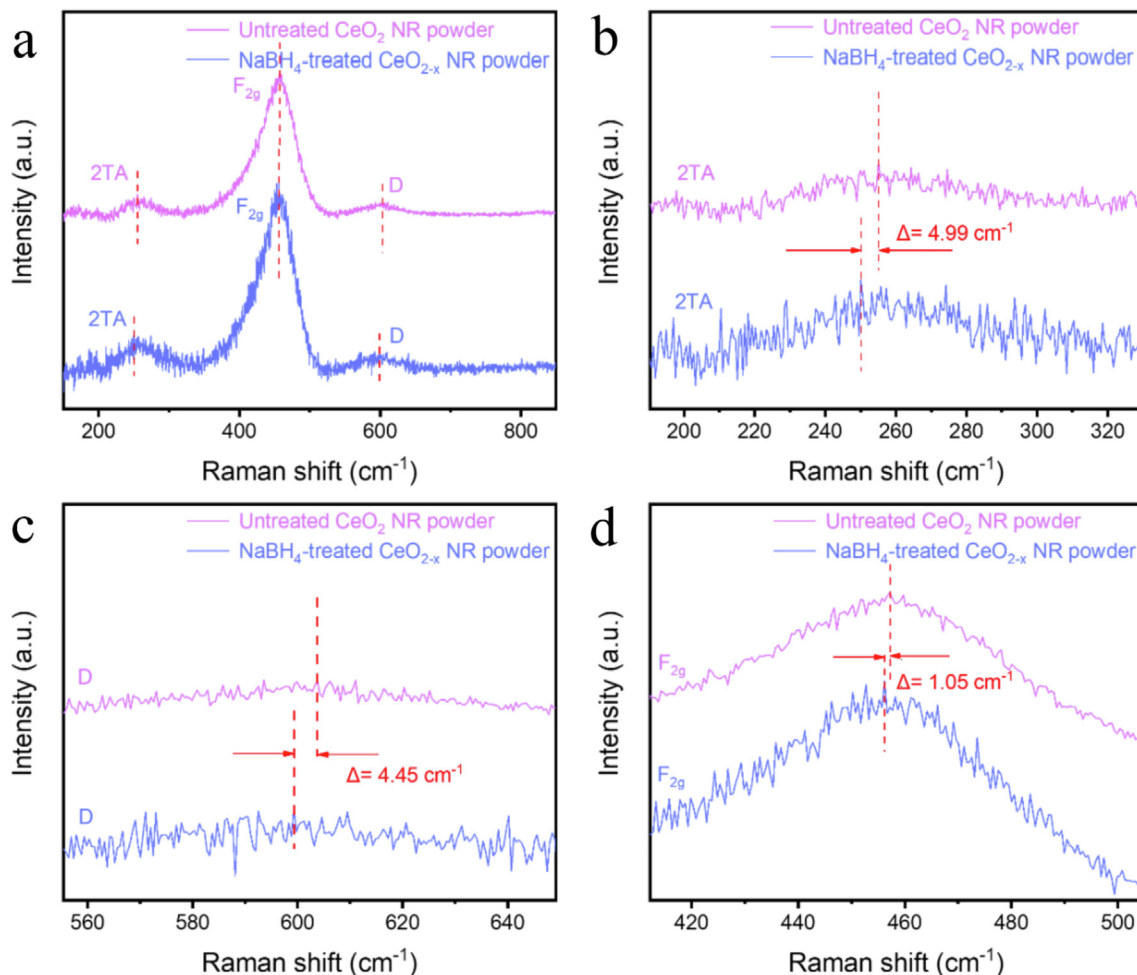 a
Untreated CeO₂ NR powder
NaBH₄-treated CeO₂₋ₓ NR powder
F₂g
2TA
D
F₂g
2TA
D
Intensity (a.u.)
200 400 600 800
Raman shift (cm⁻¹)
b
Untreated CeO₂ NR powder
NaBH₄-treated CeO₂₋ₓ NR powder
2TA
Δ= 4.99 cm⁻¹
2TA
Intensity (a.u.)
200 220 240 260 280 300 320
Raman shift (cm⁻¹)
c
Untreated CeO₂ NR powder
NaBH₄-treated CeO₂₋ₓ NR powder
D
Δ= 4.45 cm⁻¹
D
Intensity (a.u.)
560 580 600 620 640
Raman shift (cm⁻¹)
d
Untreated CeO₂ NR powder
NaBH₄-treated CeO₂₋ₓ NR powder
F₂g
Δ= 1.05 cm⁻¹
F₂g
Intensity (a.u.)
420 440 460 480 500
Raman shift (cm⁻¹)